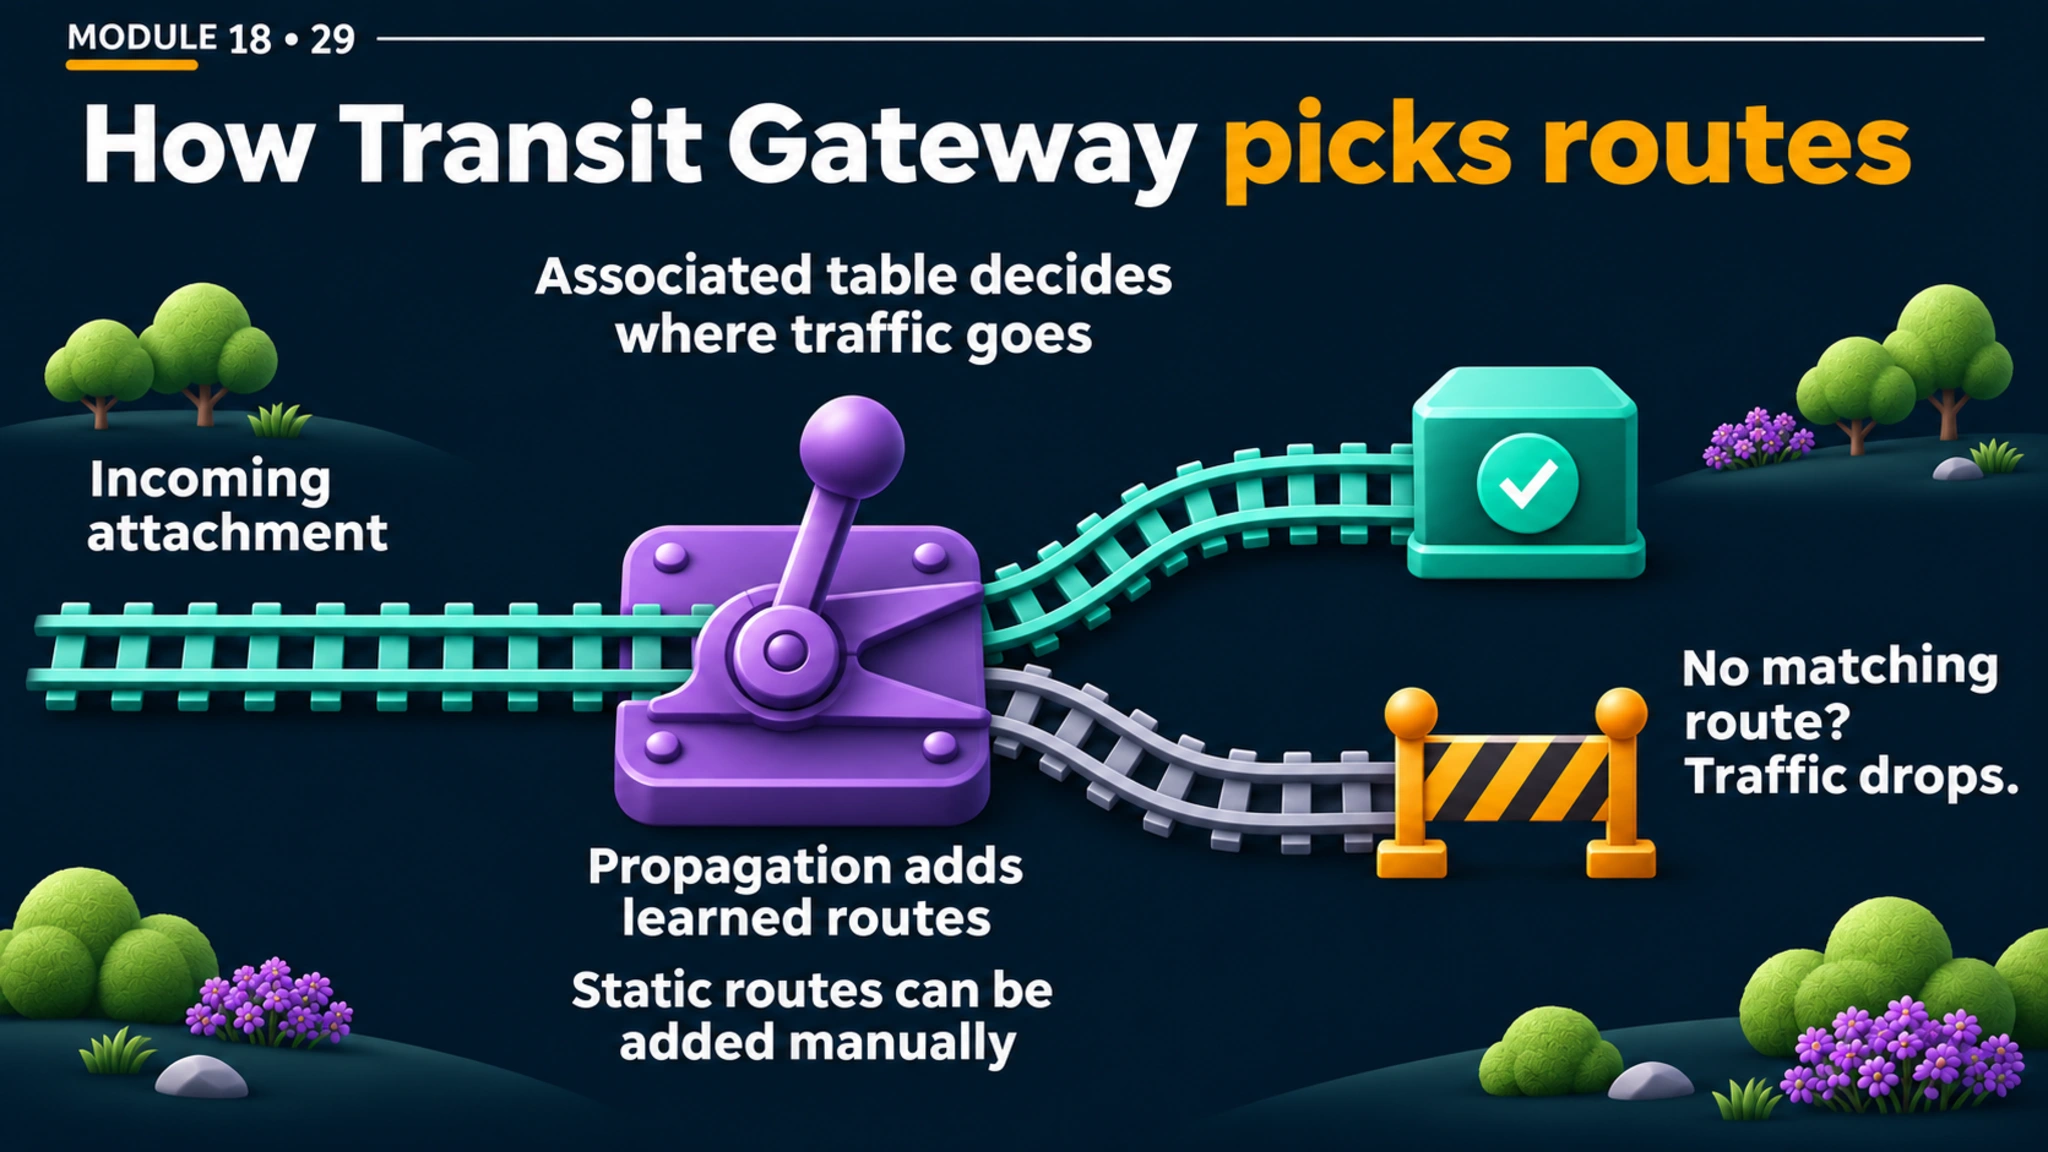 MODULE 18 • 29
How Transit Gateway picks routes
Associated table decides
where traffic goes
Incoming
attachment
No matching
route?
Traffic drops.
Propagation adds
learned routes
Static routes can be
added manually